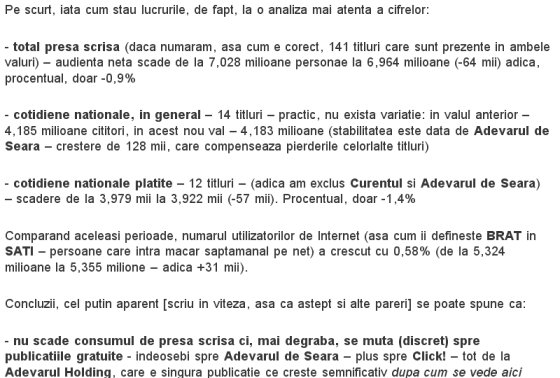 Pe scurt, iata cum stau lucrurile, de fapt, la o analiza mai atenta a cifrelor:
- total presa scrisa (daca numaram, asa cum e corect, 141 titluri care sunt prezente in ambele
valuri) – audienta neta scade de la 7,028 milioane personae la 6,964 milioane (-64 mii) adica,
procentual, doar -0,9%
- cotidiene nationale, in general – 14 titluri – practic, nu exista variatie: in valul anterior –
4,185 milioane cititori, in acest nou val – 4,183 milioane (stabilitatea este data de Adevarul de
Seara – crestere de 128 mii, care compenseaza pierderile celorlalte titluri)
- cotidiene nationale platite – 12 titluri – (adica am exclus Curentul si Adevarul de Seara)
– scadere de la 3,979 mii la 3,922 mii (-57 mii). Procentual, doar -1,4%
Comparand aceleasi perioade, numarul utilizatorilor de Internet (asa cum ii defineste BRAT in
SATI – persoane care intra macar saptamanal pe net) a crescut cu 0,58% (de la 5,324
milioane la 5,355 milione – adica +31 mii).
Concluzii, cel putin aparent [scriu in viteza, asa ca astept si alte pareri] se poate spune ca:
- nu scade consumul de presa scrisa ci, mai degraba, se muta (discret) spre
publicatiile gratuite - indeosebi spre Adevarul de Seara – plus spre Click! – tot de la
Adevarul Holding, care e singura publicatie ce creste semnificativ dupa cum se vede aici